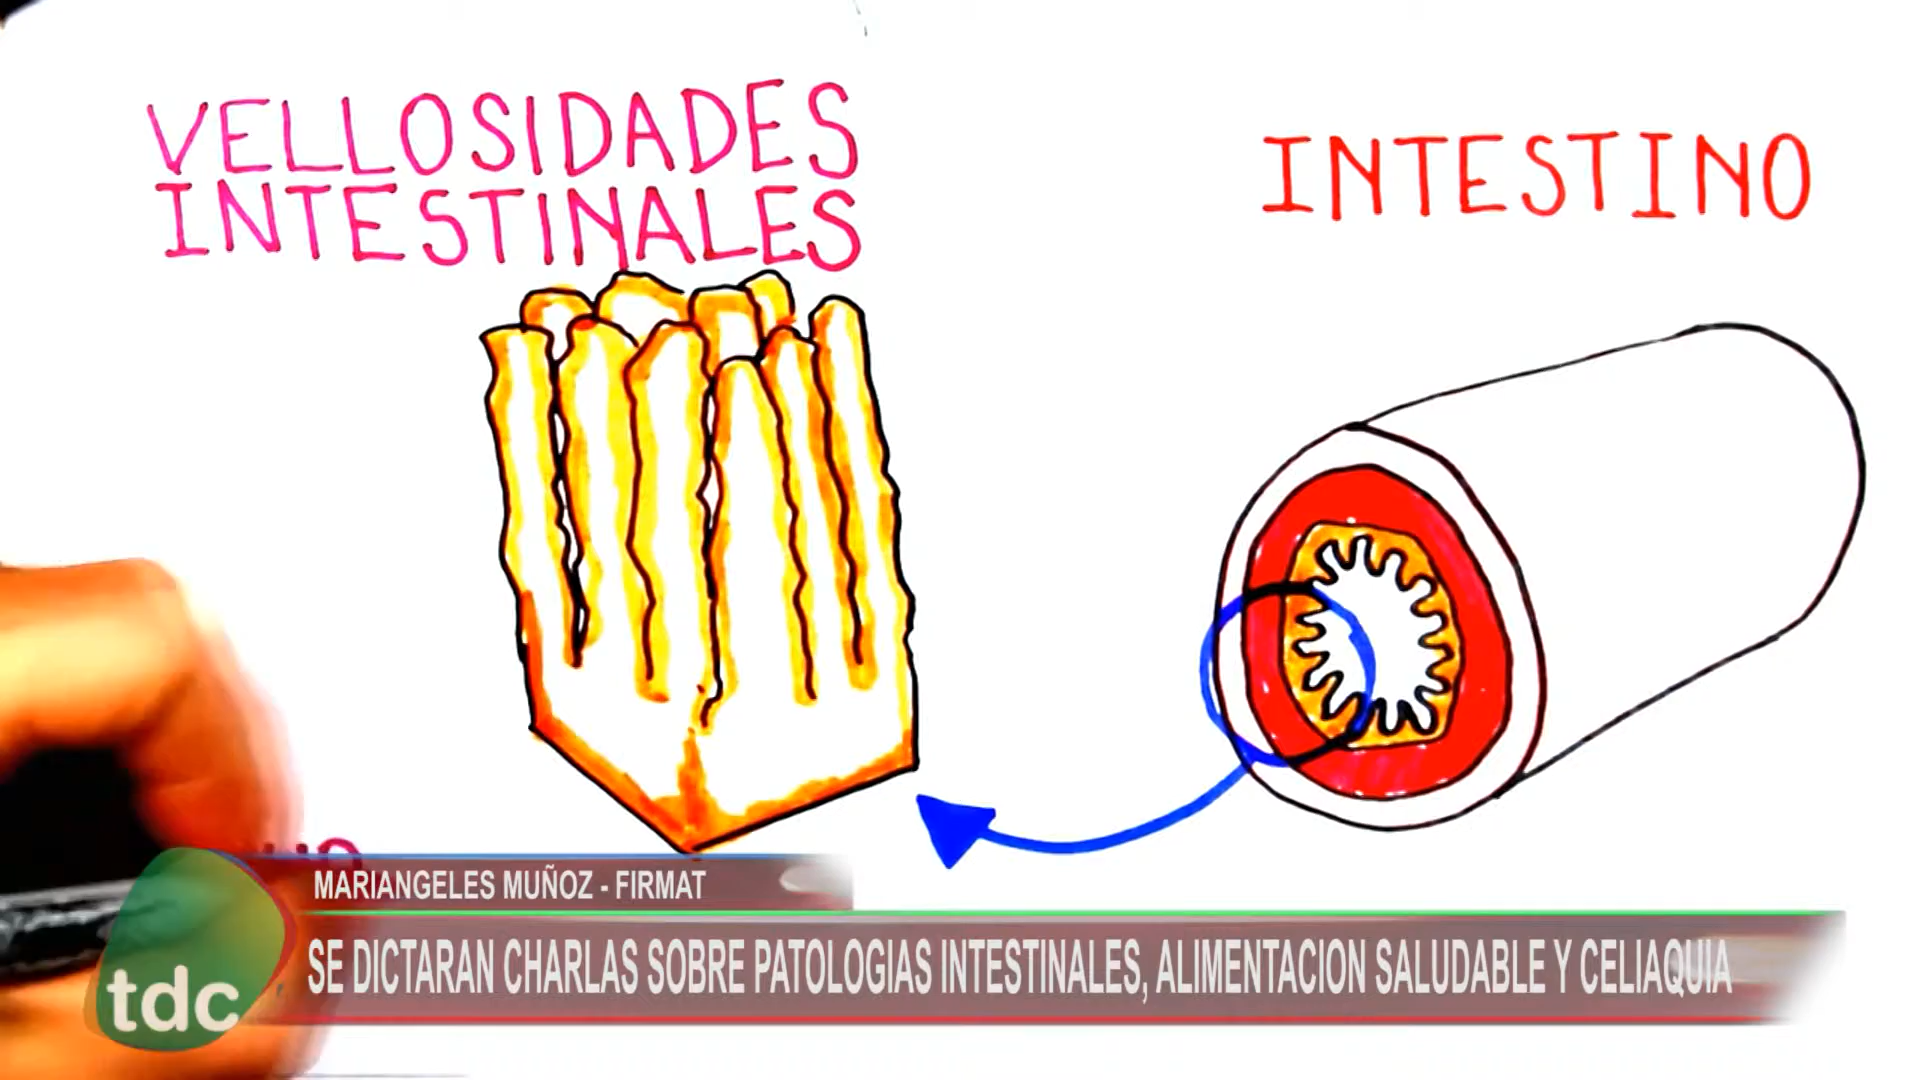 VELLOSIDADES
INTESTINALES
INTESTINO
MARIANGELES MUÑOZ - FIRMAT
SE DICTARAN CHARLAS SOBRE PATOLOGIAS INTESTINALES, ALIMENTACION SALUDABLE Y CELIAQUIA
tdc